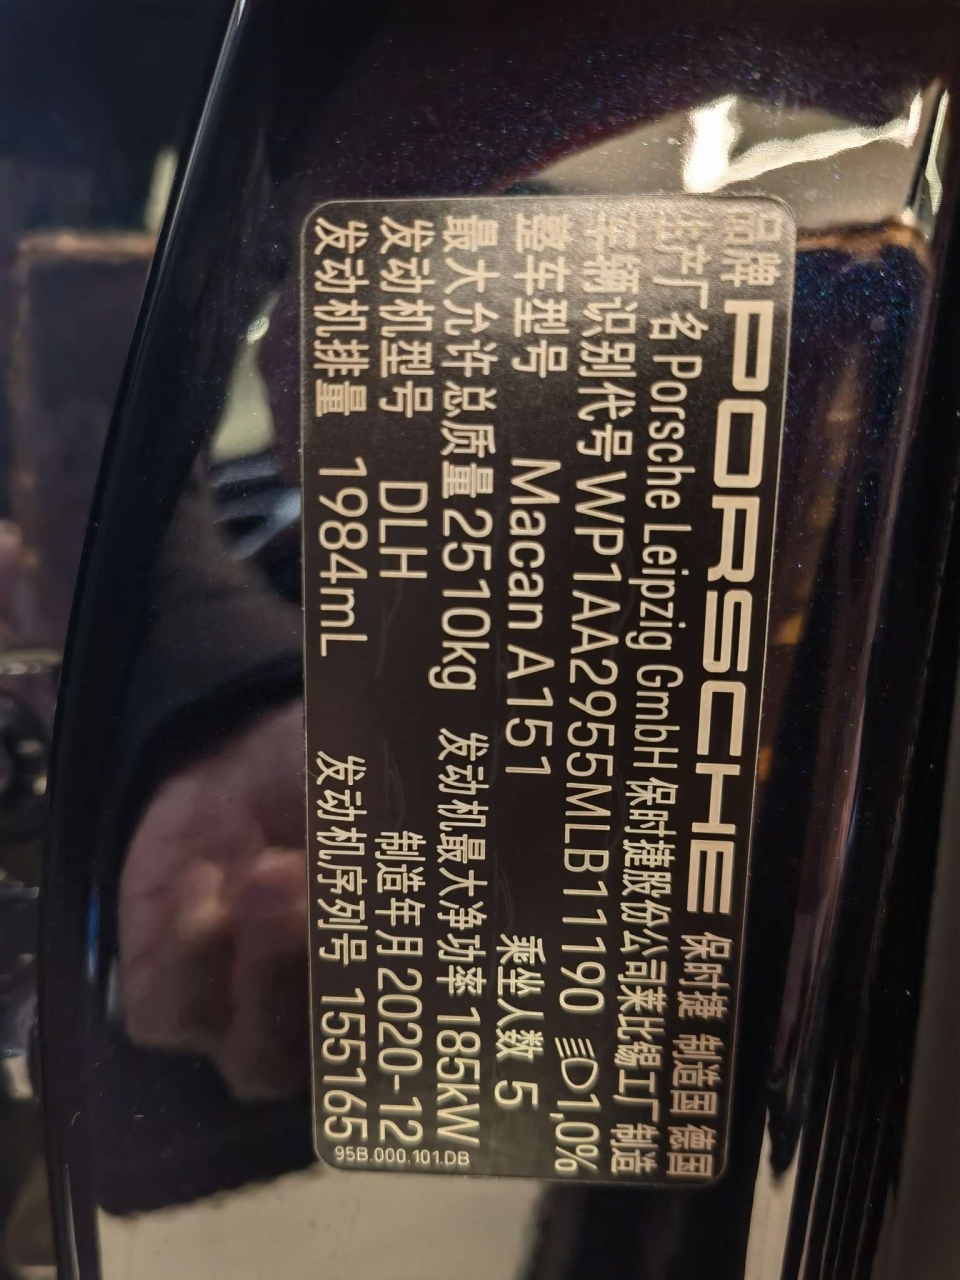 品牌 PORSCHE 保时捷 制造国 德国
生产厂名 Porsche Leipzig GmbH 保时捷股份公司莱比锡工厂制造
车辆识别代号 WP1AA2955MLB11190 D1,0%
整车型号 Macan A151 乘坐人数 5
最大允许总质量 2510kg 发动机最大净功率 185kW
发动机型号 DLH 制造年月 2020-12
发动机排量 1984mL 发动机序列号 155165
95B.000.101.DB